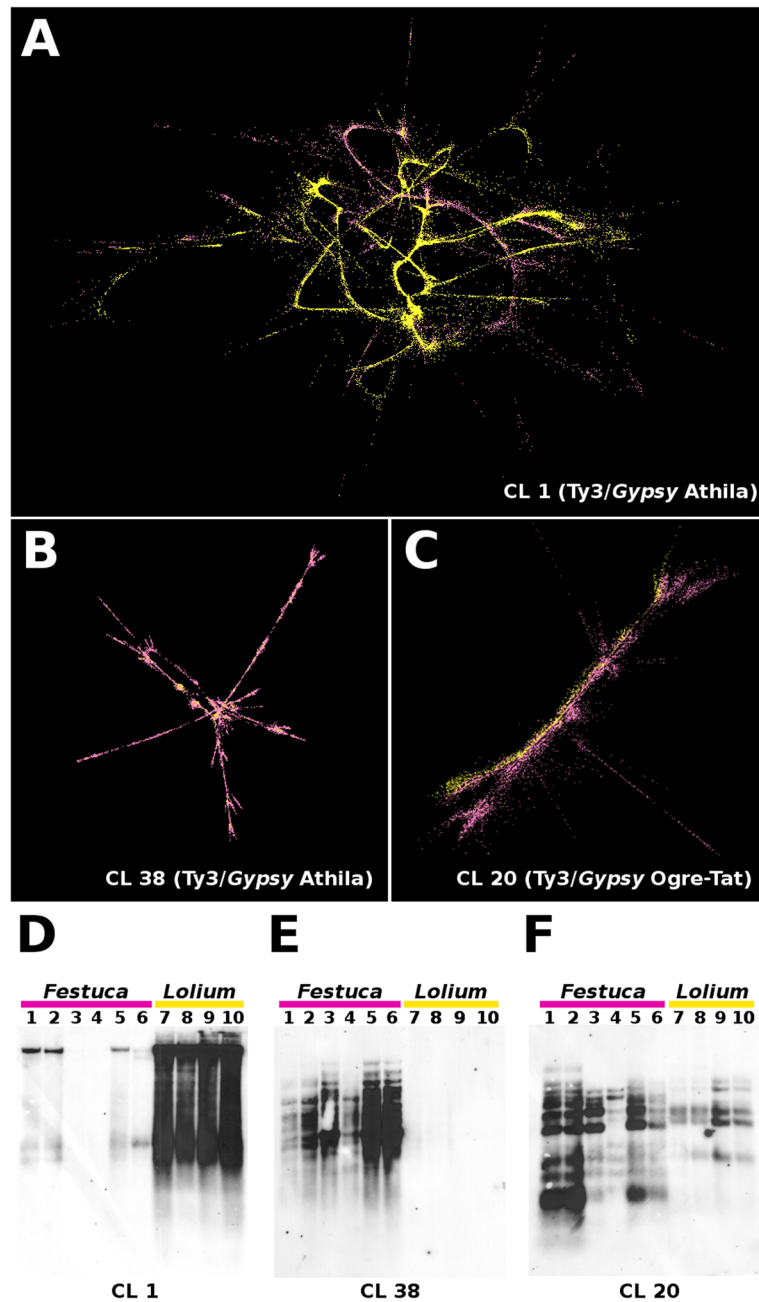 A
CL 1 (Ty3/Gypsy Athila)
B
C
CL 38 (Ty3/Gypsy Athila)
CL 20 (Ty3/Gypsy Ogre-Tat)
D
E
F
Festuca Lolium
1 2 3 4 5 6 7 8 9 10
Festuca Lolium
1 2 3 4 5 6 7 8 9 10
Festuca Lolium
1 2 3 4 5 6 7 8 9 10
CL 1
CL 38
CL 20